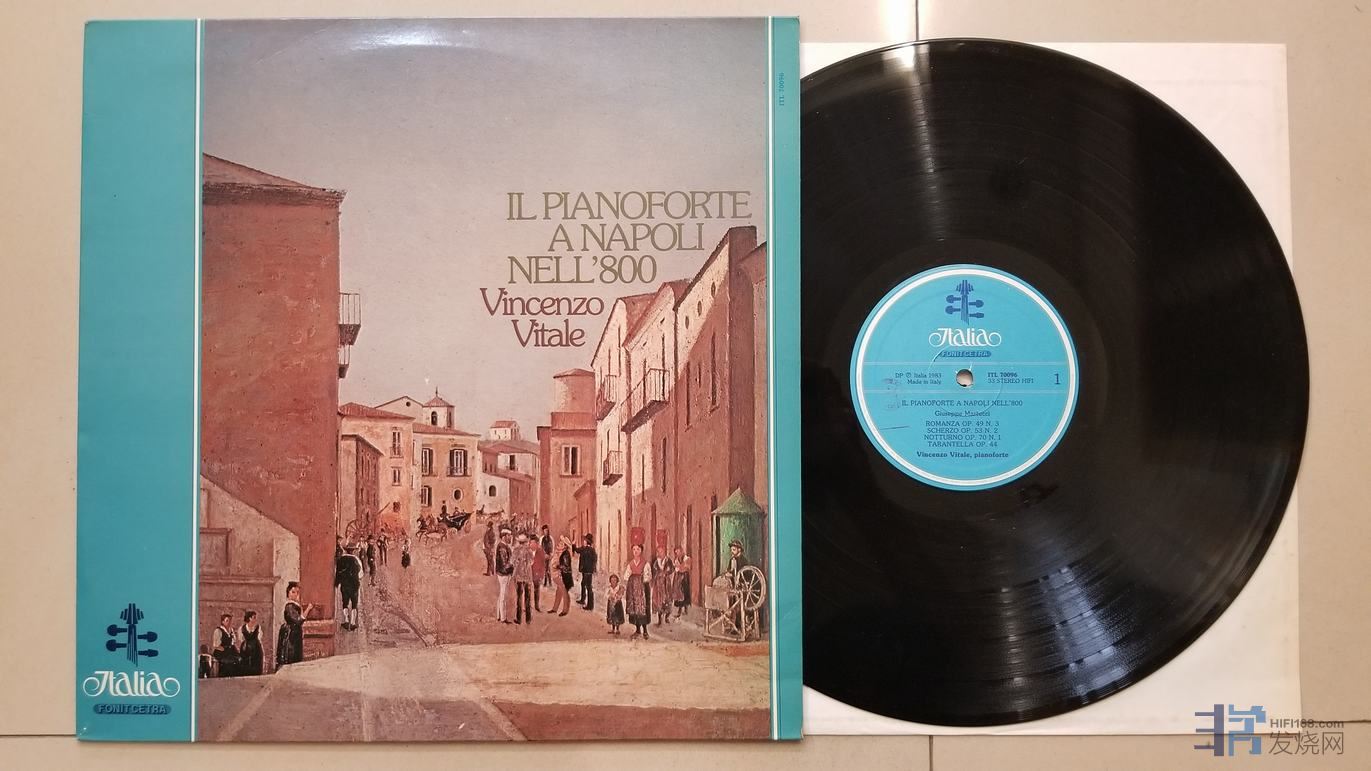 ITL 70096
IL PIANOFORTE
A NAPOLI
NELL'800
Vincenzo
Vitale
Italia
FONIT CETRA
Italia
FONIT CETRA
DP Ⓟ Italia 1983
Made in Italy
ITL 70096
33 STEREO HIFI
1
IL PIANOFORTE A NAPOLI NELL'800
Giuseppe Martucci
ROMANZA OP. 49 N. 3
SCHERZO OP. 53 N. 2
NOTTURNO OP. 70 N. 1
TARANTELLA OP. 44
Vincenzo Vitale, pianoforte
HIFI168.com
发烧网